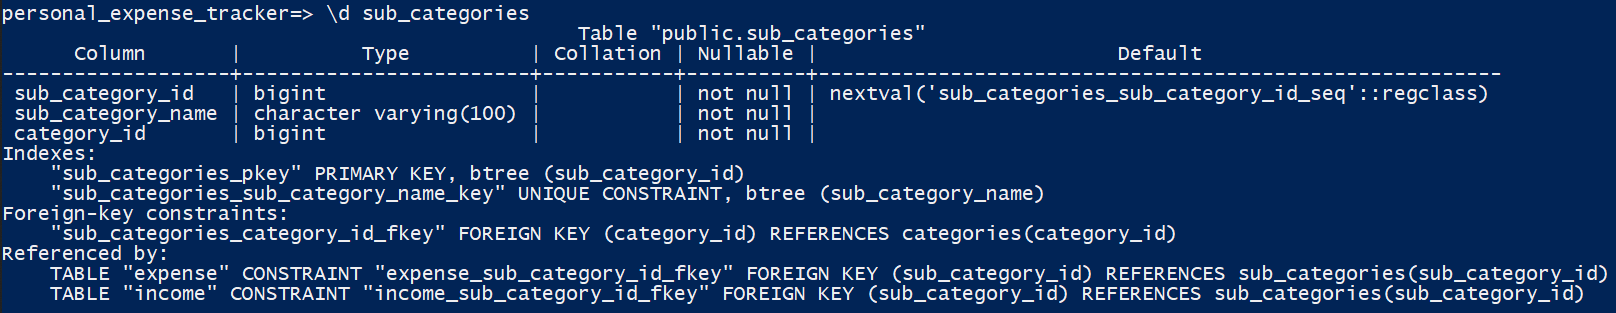 personal_expense_tracker=> \d sub_categories
                                                Table "public.sub_categories"
      Column       |          Type          | Collation | Nullable |                         Default
-------------------+------------------------+-----------+----------+---------------------------------------------------------
 sub_category_id   | bigint                 |           | not null | nextval('sub_categories_sub_category_id_seq'::regclass)
 sub_category_name | character varying(100) |           | not null |
 category_id       | bigint                 |           | not null |
Indexes:
    "sub_categories_pkey" PRIMARY KEY, btree (sub_category_id)
    "sub_categories_sub_category_name_key" UNIQUE CONSTRAINT, btree (sub_category_name)
Foreign-key constraints:
    "sub_categories_category_id_fkey" FOREIGN KEY (category_id) REFERENCES categories(category_id)
Referenced by:
    TABLE "expense" CONSTRAINT "expense_sub_category_id_fkey" FOREIGN KEY (sub_category_id) REFERENCES sub_categories(sub_category_id)
    TABLE "income" CONSTRAINT "income_sub_category_id_fkey" FOREIGN KEY (sub_category_id) REFERENCES sub_categories(sub_category_id)